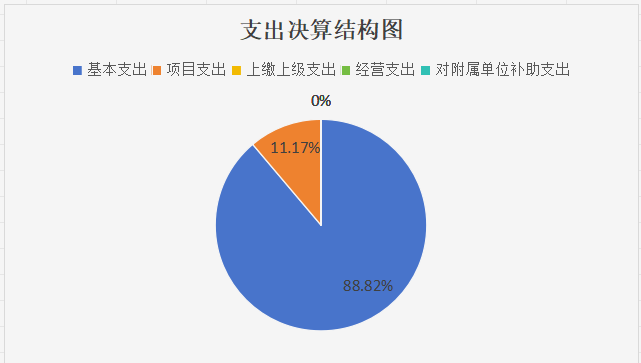 支出决算结构图
基本支出 项目支出 上缴上级支出 经营支出 对附属单位补助支出
0%
11.17%
88.82%